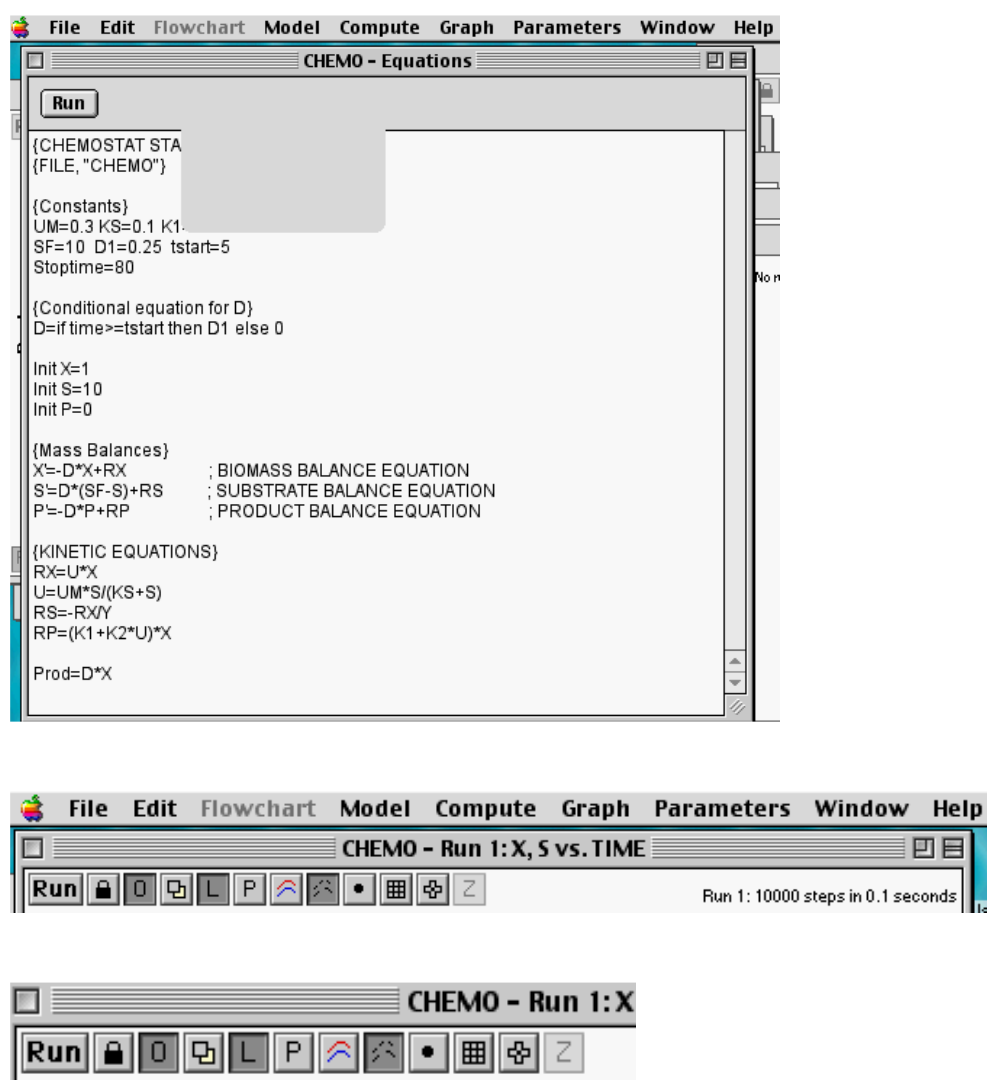 File Edit Flowchart Model Compute Graph Parameters Window Help
CHEMO - Equations
Run
{CHEMOSTAT
{FILE, "CHEMO"}
{Constants}
UM=0.3 KS=0.1
SF=10 D1=0.25 tstart=5
Stoptime=80
{Conditional equation for D}
D=if time>=tstart then D1 else 0
Init X=1
Init S=10
Init P=0
{Mass Balances}
X'=-D*X+RX ; BIOMASS BALANCE EQUATION
S'=D*(SF-S)+RS ; SUBSTRATE BALANCE EQUATION
P'=-D*P+RP ; PRODUCT BALANCE EQUATION
{KINETIC EQUATIONS}
RX=U*X
U=UM*S/(KS+S)
RS=-RX/Y
RP=(K1+K2*U)*X
Prod=D*X
File Edit Flowchart Model Compute Graph Parameters Window Help
CHEMO - Run 1: X, S vs. TIME
Run O L P Z Run 1: 10000 steps in 0.1 seconds
CHEMO - Run 1: X
Run O L P Z